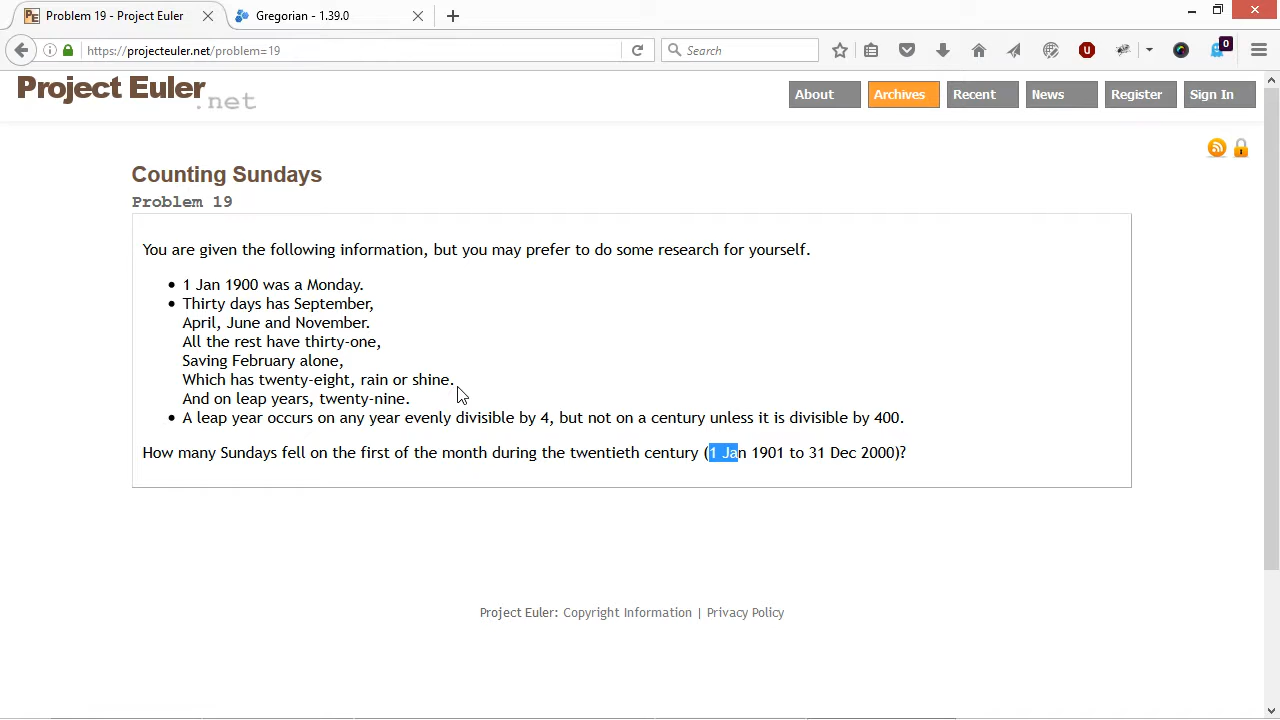 Problem 19 - Project Euler
Gregorian - 1.39.0
https://projecteuler.net/problem=19
Search
0
Project Euler
.net
About
Archives
Recent
News
Register
Sign In
Counting Sundays
Problem 19
You are given the following information, but you may prefer to do some research for yourself.
• 1 Jan 1900 was a Monday.
• Thirty days has September,
April, June and November.
All the rest have thirty-one,
Saving February alone,
Which has twenty-eight, rain or shine.
And on leap years, twenty-nine.
• A leap year occurs on any year evenly divisible by 4, but not on a century unless it is divisible by 400.
How many Sundays fell on the first of the month during the twentieth century (1 Jan 1901 to 31 Dec 2000)?
Project Euler: Copyright Information | Privacy Policy